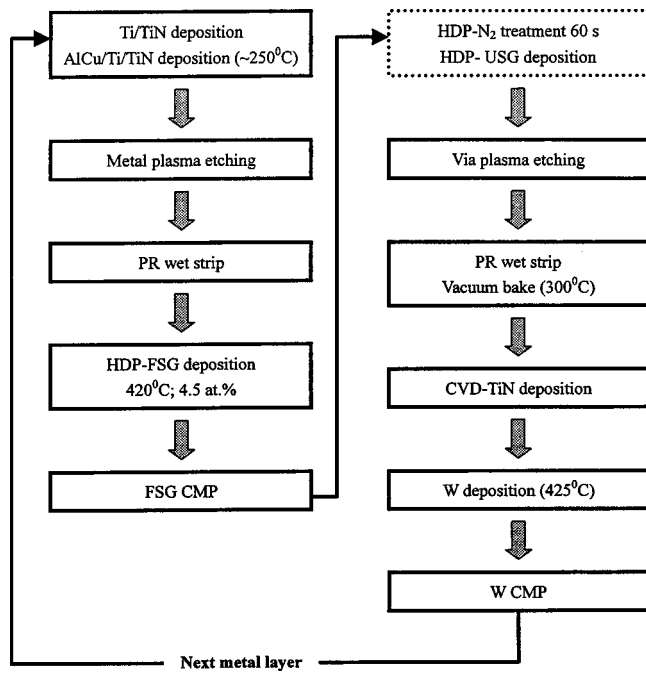 Ti/TiN deposition
AlCu/Ti/TiN deposition (~250⁰C)
Metal plasma etching
PR wet strip
HDP-FSG deposition
420⁰C; 4.5 at.%
FSG CMP
HDP-N₂ treatment 60 s
HDP- USG deposition
Via plasma etching
PR wet strip
Vacuum bake (300⁰C)
CVD-TiN deposition
W deposition (425⁰C)
W CMP
Next metal layer